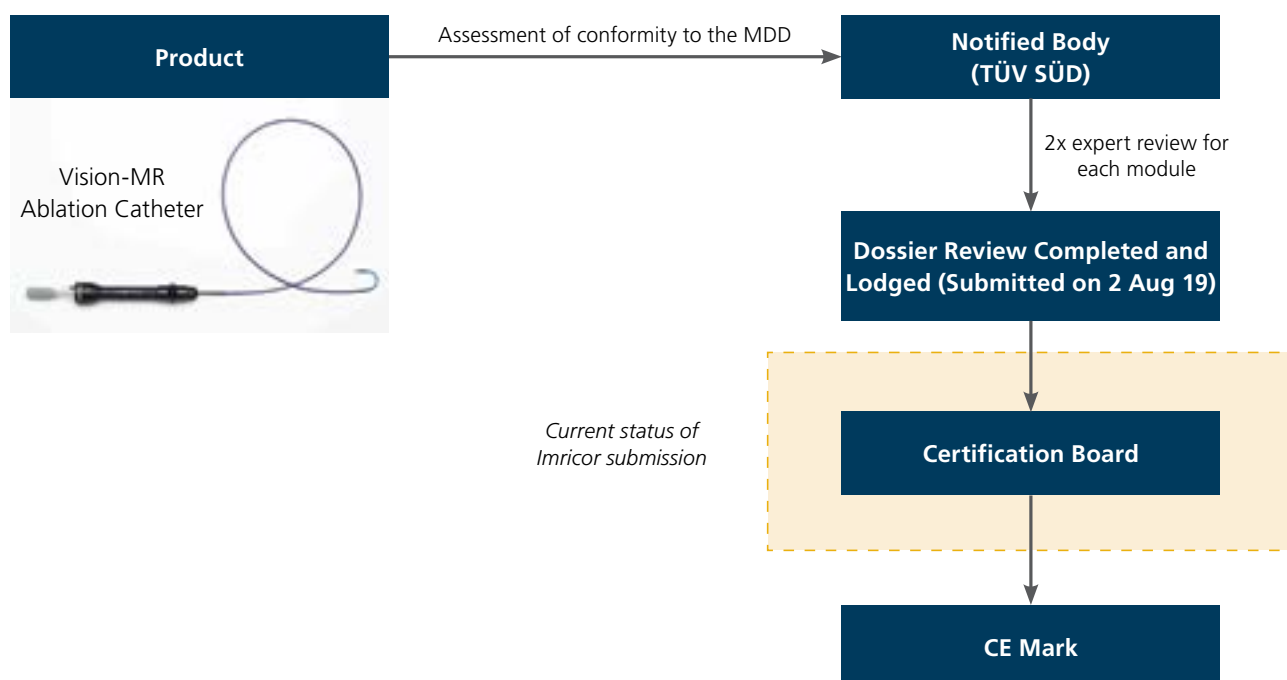 Product
Assessment of conformity to the MDD
Notified Body
(TÜV SÜD)
Vision-MR
Ablation Catheter
2x expert review for
each module
Dossier Review Completed and
Lodged (Submitted on 2 Aug 19)
Current status of
Imricor submission
Certification Board
CE Mark